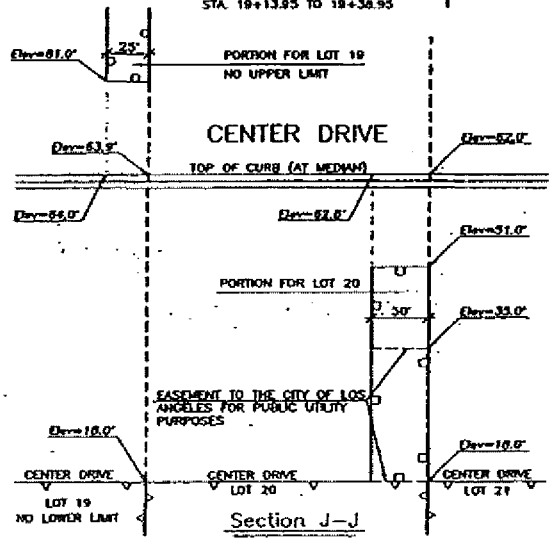 STA. 19+13.95 TO 19+38.95
25'
Elev=81.0'
PORTION FOR LOT 19
NO UPPER LIMIT
CENTER DRIVE
Elev=63.9'
Elev=62.0'
TOP OF CURB (AT MEDIAN)
Elev=64.0'
Elev=62.8'
Elev=51.0'
PORTION FOR LOT 20
50'
Elev=35.0'
EASEMENT TO THE CITY OF LOS
ANGELES FOR PUBLIC UTILITY
PURPOSES
Elev=18.0'
Elev=18.0'
CENTER DRIVE
CENTER DRIVE
CENTER DRIVE
LOT 19
LOT 20
LOT 21
NO LOWER LIMIT
Section J-J